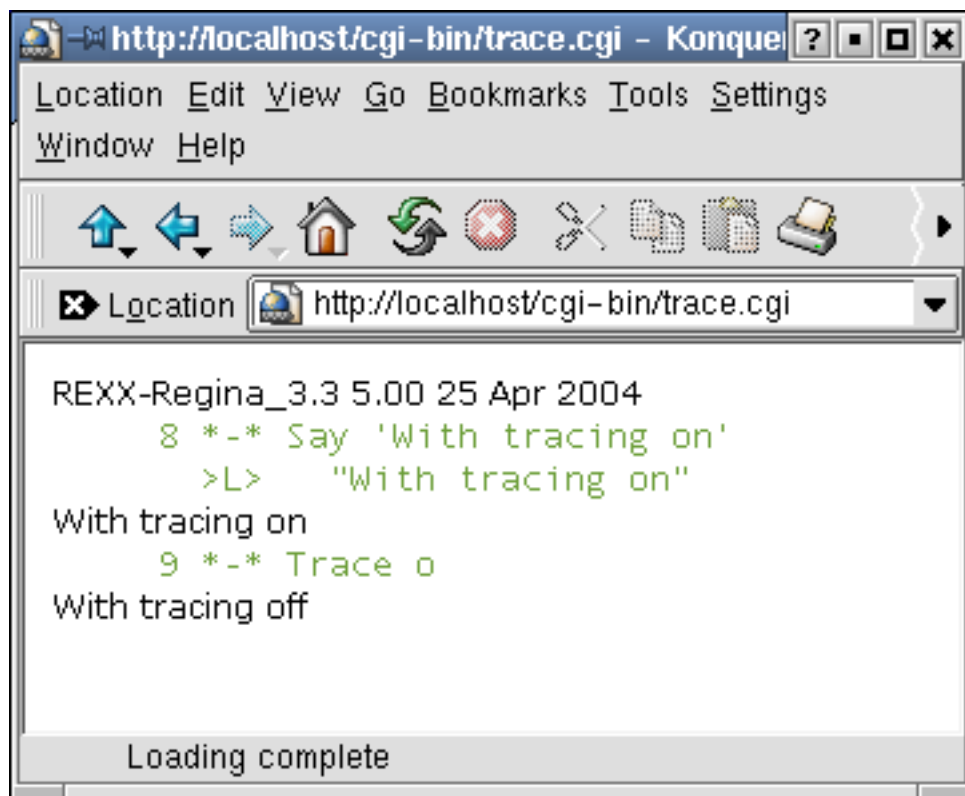 http://localhost/cgi-bin/trace.cgi - Konquer
Location Edit View Go Bookmarks Tools Settings
Window Help
Location http://localhost/cgi-bin/trace.cgi
REXX-Regina_3.3 5.00 25 Apr 2004
8 *-* Say 'With tracing on'
>L> "With tracing on"
With tracing on
9 *-* Trace o
With tracing off
Loading complete